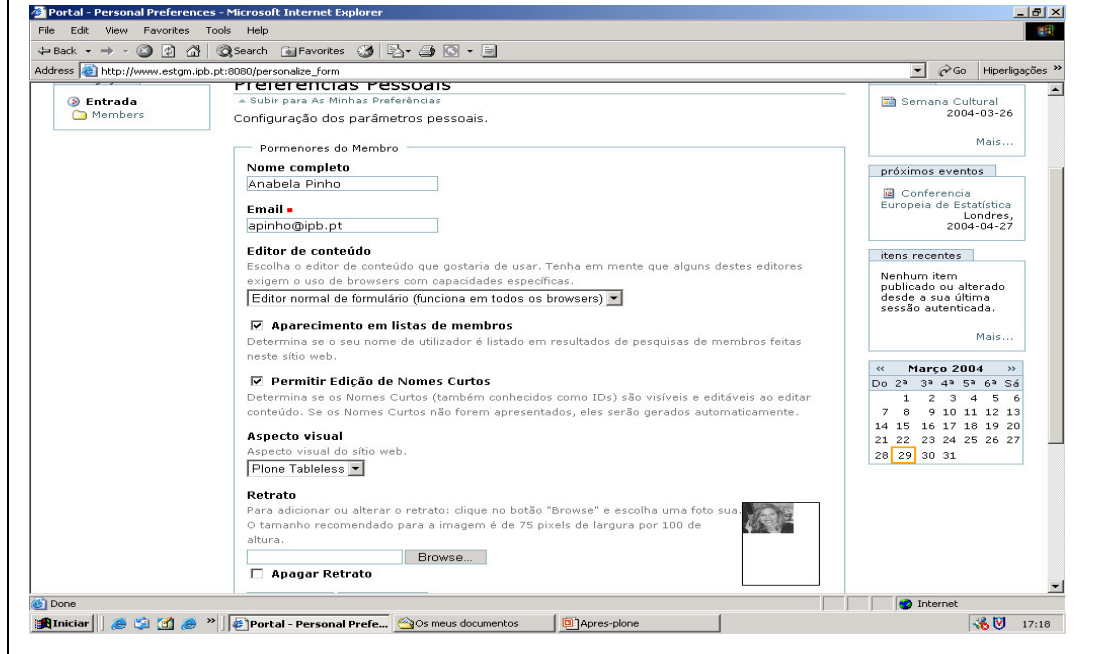 Portal - Personal Preferences - Microsoft Internet Explorer
File Edit View Favorites Tools Help
Back Search Favorites
Address http://www.estgm.ipb.pt:8080/personalize_form Go Hiperligações »
Entrada
Members
Preferências Pessoais
Subir para As Minhas Preferências
Configuração dos parâmetros pessoais.
Pormenores do Membro
Nome completo
Anabela Pinho
Email
apinho@ipb.pt
Editor de conteúdo
Escolha o editor de conteúdo que gostaria de usar. Tenha em mente que alguns destes editores
exigem o uso de browsers com capacidades específicas.
Editor normal de formulário (funciona em todos os browsers)
Aparecimento em listas de membros
Determina se o seu nome de utilizador é listado em resultados de pesquisas de membros feitas
neste sítio web.
Permitir Edição de Nomes Curtos
Determina se os Nomes Curtos (também conhecidos como IDs) são visíveis e editáveis ao editar
conteúdo. Se os Nomes Curtos não forem apresentados, eles serão gerados automaticamente.
Aspecto visual
Aspecto visual do sítio web.
Plone Tableless
Retrato
Para adicionar ou alterar o retrato: clique no botão "Browse" e escolha uma foto sua.
O tamanho recomendado para a imagem é de 75 pixels de largura por 100 de
altura.
Browse...
Apagar Retrato
Semana Cultural
2004-03-26
Mais...
próximos eventos
Conferencia
Europeia de Estatística
Londres,
2004-04-27
itens recentes
Nenhum item
publicado ou alterado
desde a sua última
sessão autenticada.
Mais...
« Março 2004 »
Do 2ª 3ª 4ª 5ª 6ª Sá
1 2 3 4 5 6
7 8 9 10 11 12 13
14 15 16 17 18 19 20
21 22 23 24 25 26 27
28 29 30 31
Done Internet
Iniciar » Portal - Personal Prefe... Os meus documentos Apres-plone 17:18